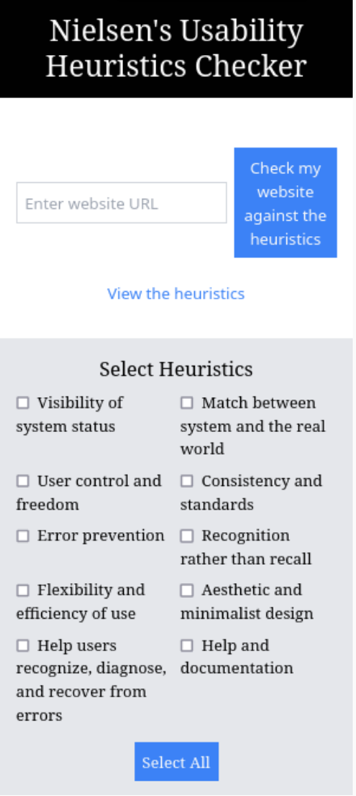 Nielsen's Usability
Heuristics Checker
Enter website URL
Check my
website
against the
heuristics
View the heuristics
Select Heuristics
Visibility of
system status
Match between
system and the real
world
User control and
freedom
Consistency and
standards
Error prevention
Recognition
rather than recall
Flexibility and
efficiency of use
Aesthetic and
minimalist design
Help users
recognize, diagnose,
and recover from
errors
Help and
documentation
Select All